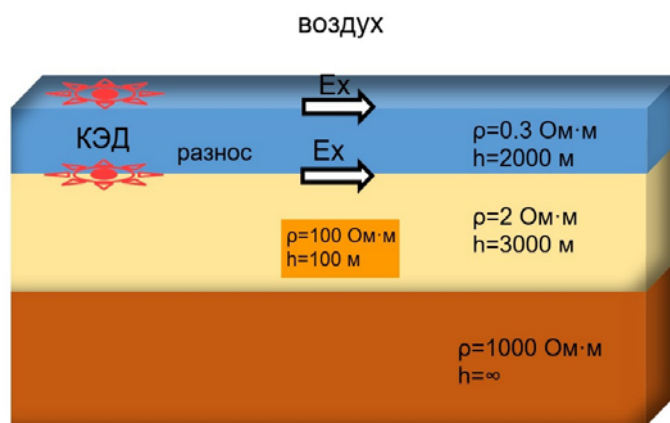 воздух
Ex
КЭД
разнос
Ex
ρ=0.3 Ом·м
h=2000 м
ρ=2 Ом·м
h=3000 м
ρ=100 Ом·м
h=100 м
ρ=1000 Ом·м
h=∞